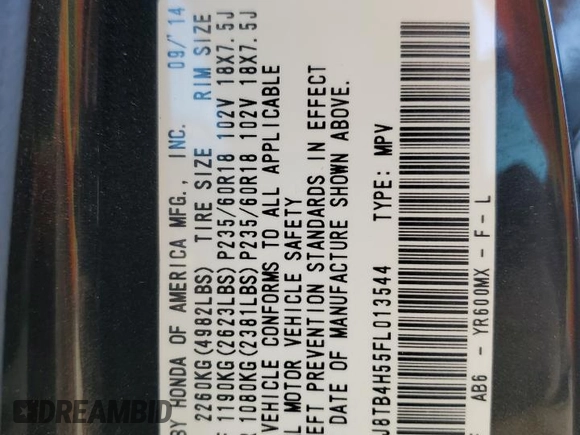 BY HONDA OF AMERICA MFG., INC. 09/'14
2260KG(4982LBS) TIRE SIZE RIM SIZE
1190KG(2623LBS) P235/60R18 102V 18X7.5J
1080KG(2381LBS) P235/60R18 102V 18X7.5J
VEHICLE CONFORMS TO ALL APPLICABLE
MOTOR VEHICLE SAFETY
EFT PREVENTION STANDARDS IN EFFECT
DATE OF MANUFACTURE SHOWN ABOVE.
J8TB4H55FL013544 TYPE: MPV
AB6 - YR600MX - F - L
DREAMBID